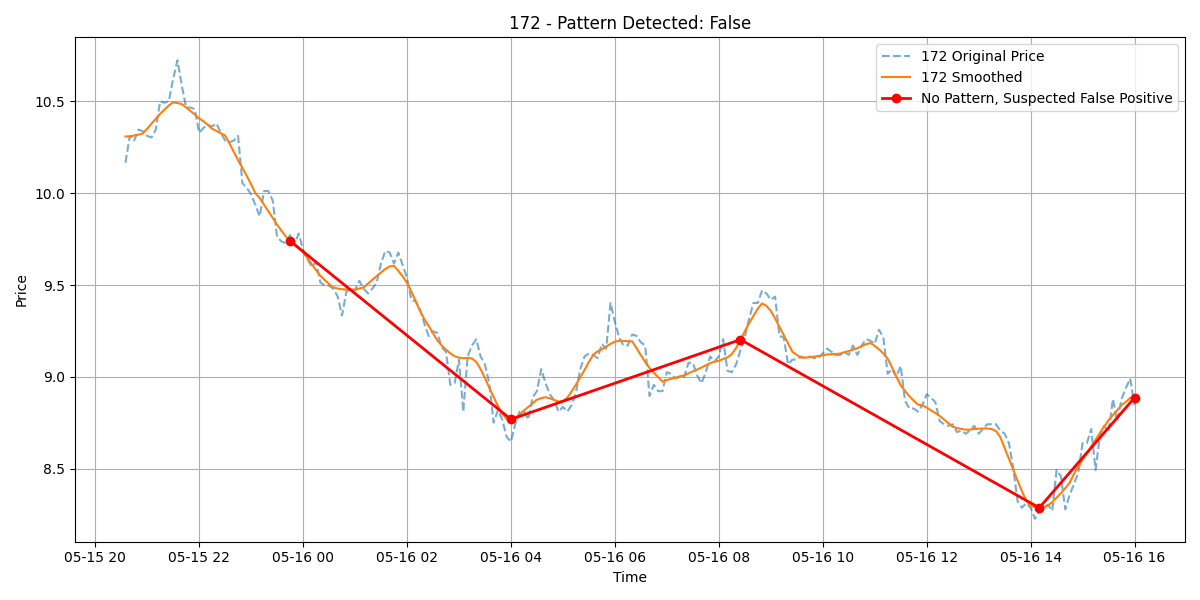 172 - Pattern Detected: False
172 Original Price
172 Smoothed
No Pattern, Suspected False Positive
Price
10.5
10.0
9.5
9.0
8.5
05-15 20
05-15 22
05-16 00
05-16 02
05-16 04
05-16 06
05-16 08
05-16 10
05-16 12
05-16 14
05-16 16
Time